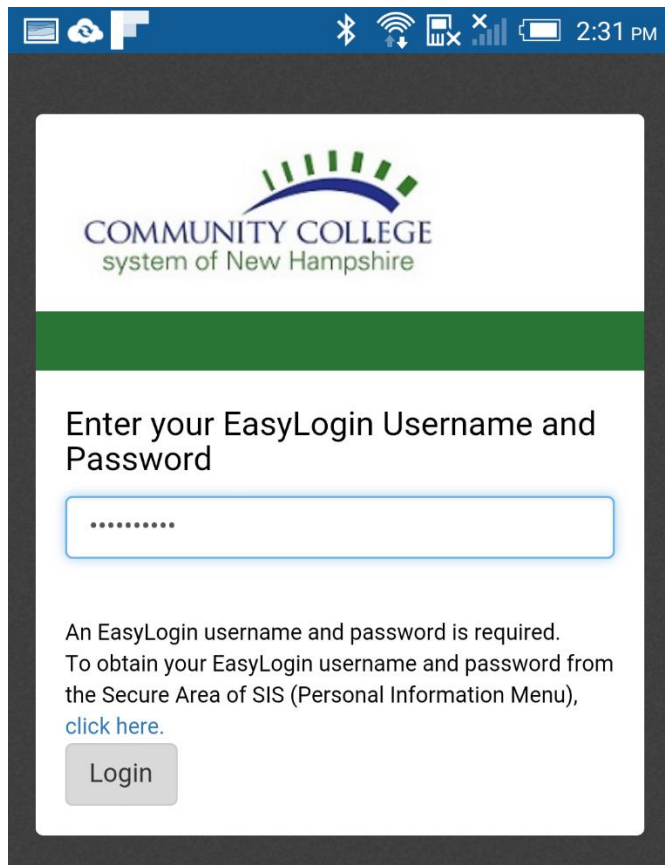 2:31 PM
COMMUNITY COLLEGE
system of New Hampshire
Enter your EasyLogin Username and
Password
••••••••••
An EasyLogin username and password is required.
To obtain your EasyLogin username and password from
the Secure Area of SIS (Personal Information Menu),
click here.
Login